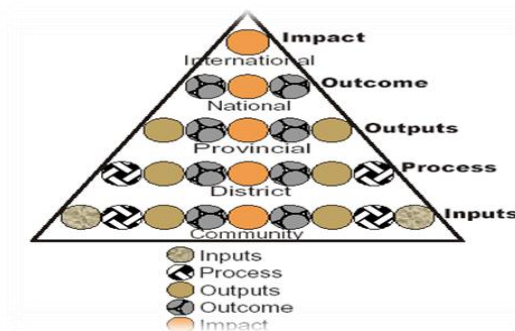 Impact
International
Outcome
National
Outputs
Provincial
Process
District
Inputs
Community
Inputs
Process
Outputs
Outcome
Impact